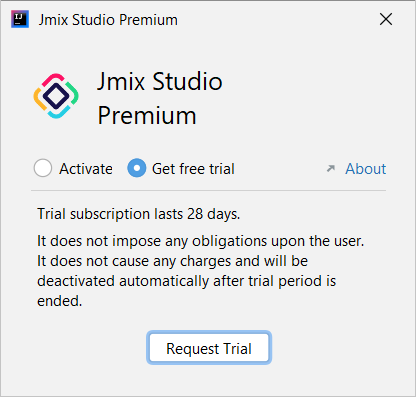 Jmix Studio Premium
Jmix Studio
Premium
Activate
Get free trial
About
Trial subscription lasts 28 days.
It does not impose any obligations upon the user.
It does not cause any charges and will be
deactivated automatically after trial period is
ended.
Request Trial